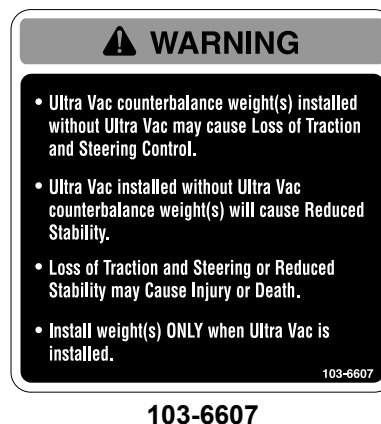 WARNING
• Ultra Vac counterbalance weight(s) installed
without Ultra Vac may cause Loss of Traction
and Steering Control.
• Ultra Vac installed without Ultra Vac
counterbalance weight(s) will cause Reduced
Stability.
• Loss of Traction and Steering or Reduced
Stability may Cause Injury or Death.
• Install weight(s) ONLY when Ultra Vac is
installed.
103-6607
103-6607